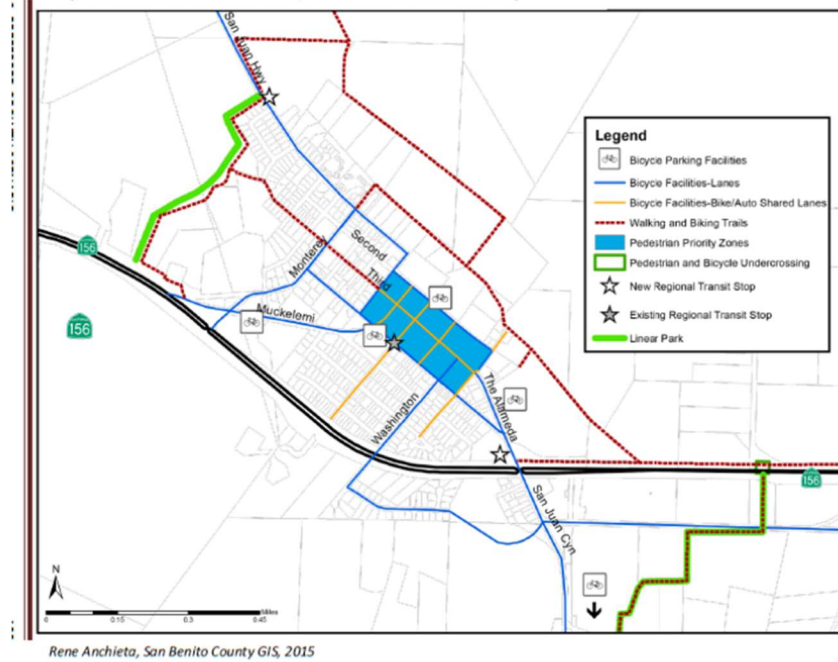 San Juan Hwy
Legend
Bicycle Parking Facilities
Bicycle Facilities-Lanes
Bicycle Facilities-Bike/Auto Shared Lanes
Walking and Biking Trails
Pedestrian Priority Zones
Pedestrian and Bicycle Undercrossing
New Regional Transit Stop
Existing Regional Transit Stop
Linear Park
156
Monterey
Second
Third
156
Muckelemi
Washington
The Alameda
156
San Juan Cyn
N
0 0.15 0.3 0.45 Miles
Rene Anchieta, San Benito County GIS, 2015